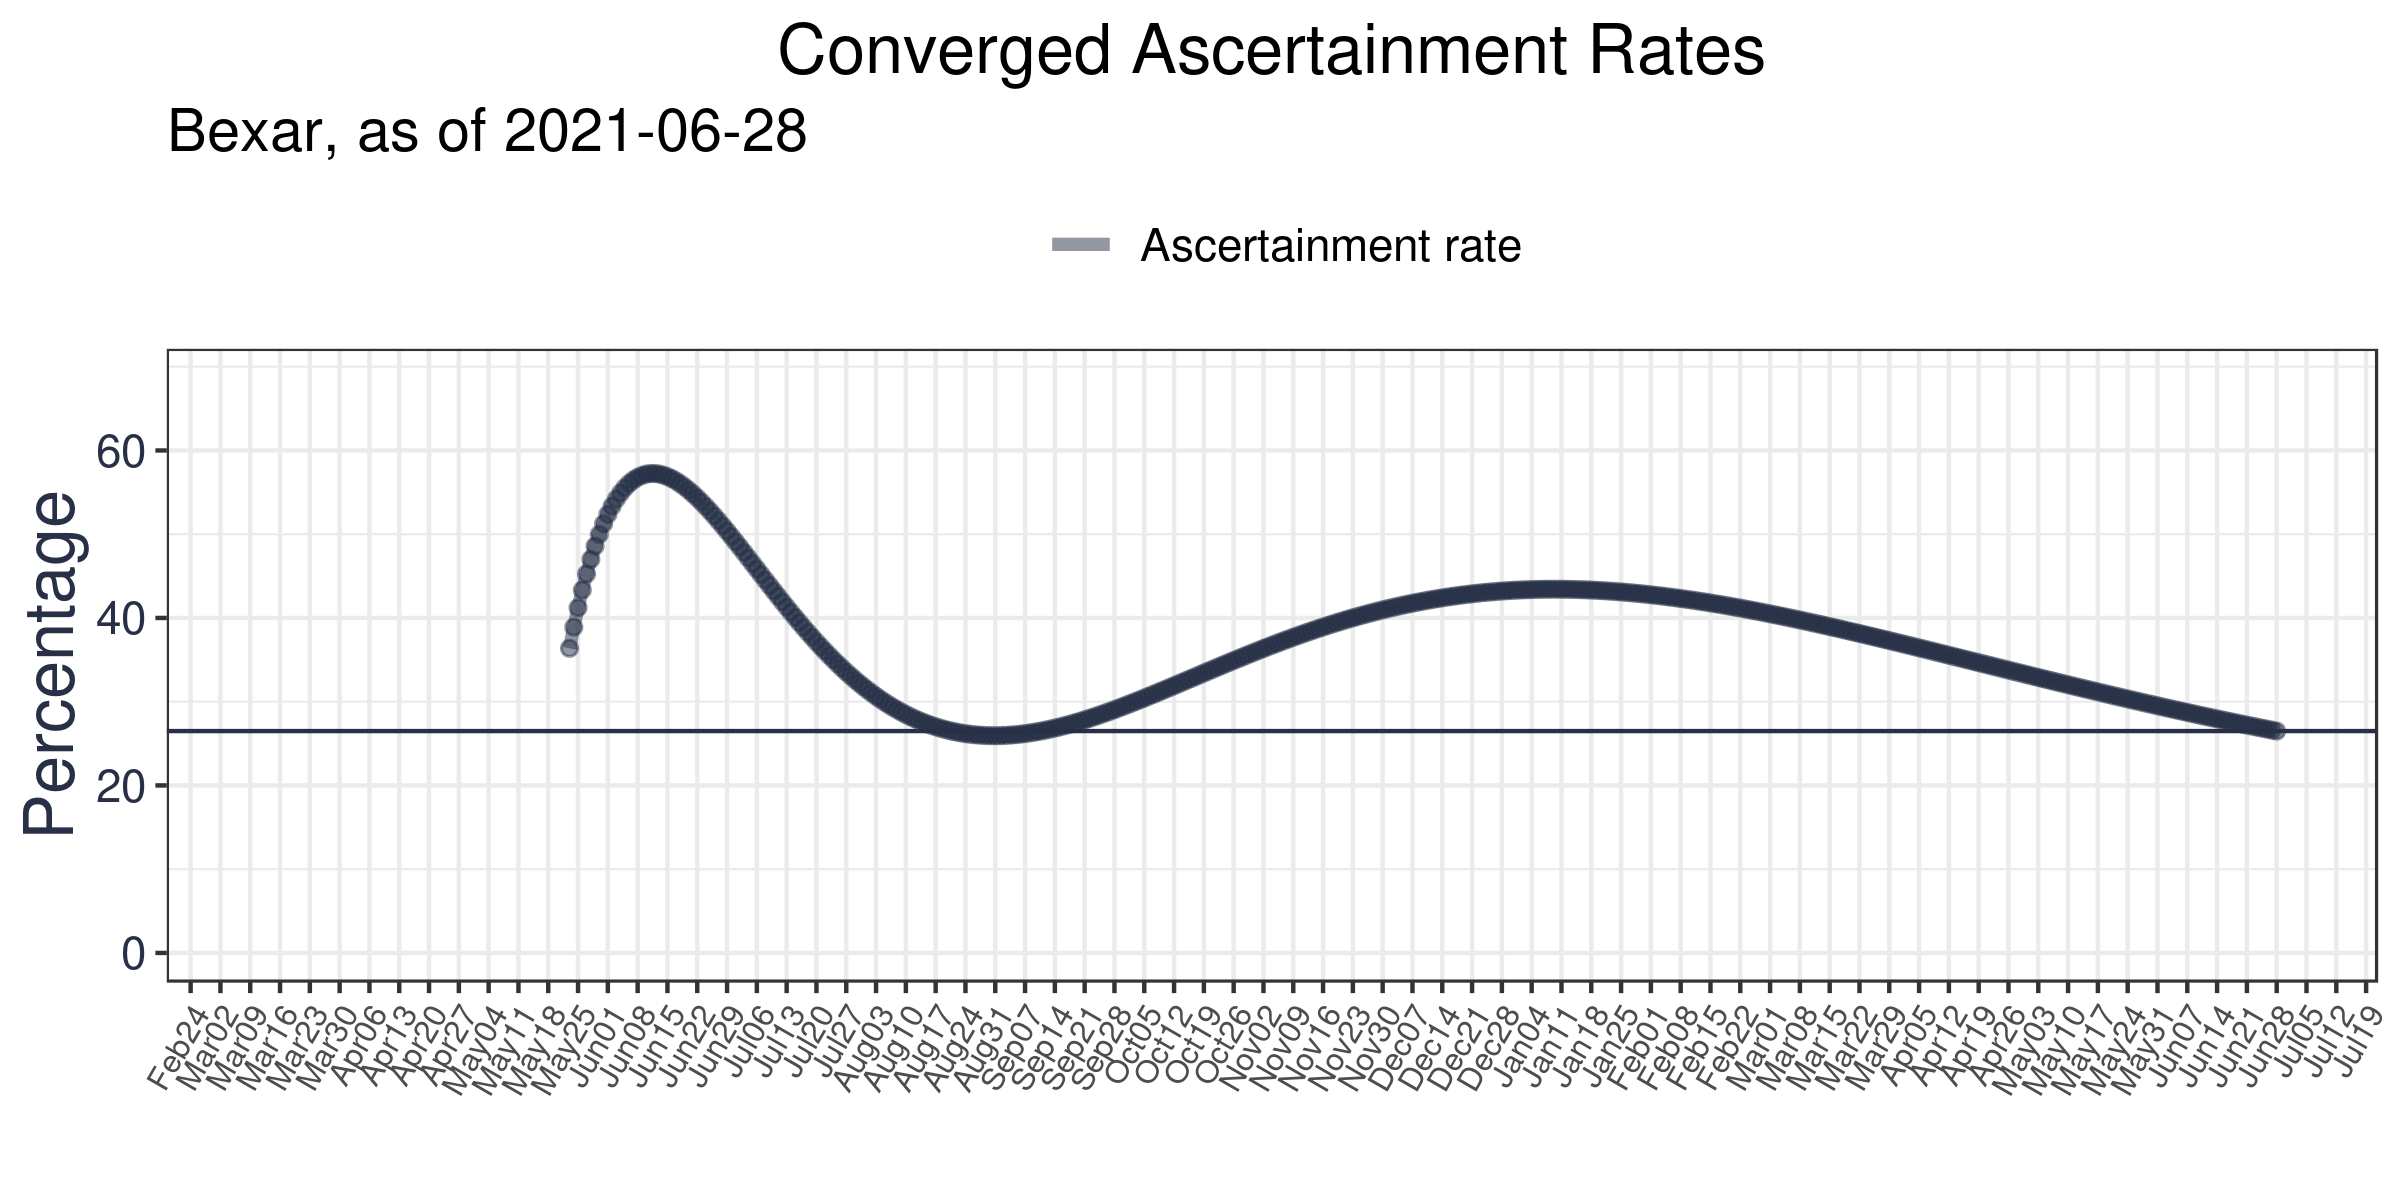 Converged Ascertainment Rates
Bexar, as of 2021-06-28
Ascertainment rate
Percentage
60
40
20
0
Feb24
Mar02
Mar09
Mar16
Mar23
Mar30
Apr06
Apr13
Apr20
Apr27
May04
May11
May18
May25
Jun01
Jun08
Jun15
Jun22
Jun29
Jul06
Jul13
Jul20
Jul27
Aug03
Aug10
Aug17
Aug24
Aug31
Sep07
Sep14
Sep21
Sep28
Oct05
Oct12
Oct19
Oct26
Nov02
Nov09
Nov16
Nov23
Nov30
Dec07
Dec14
Dec21
Dec28
Jan04
Jan11
Jan18
Jan25
Feb01
Feb08
Feb15
Feb22
Mar01
Mar08
Mar15
Mar22
Mar29
Apr05
Apr12
Apr19
Apr26
May03
May10
May17
May24
May31
Jun07
Jun14
Jun21
Jun28
Jul05
Jul12
Jul19